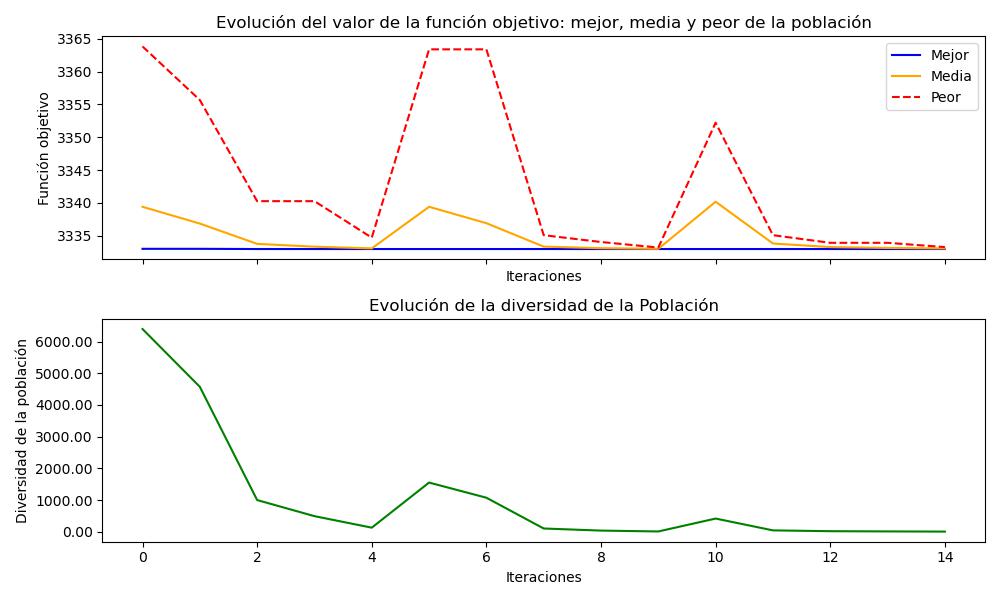 Evolución del valor de la función objetivo: mejor, media y peor de la población
Función objetivo
3365
3360
3355
3350
3345
3340
3335
Mejor
Media
Peor
Iteraciones
Evolución de la diversidad de la Población
Diversidad de la población
6000.00
5000.00
4000.00
3000.00
2000.00
1000.00
0.00
0 2 4 6 8 10 12 14
Iteraciones